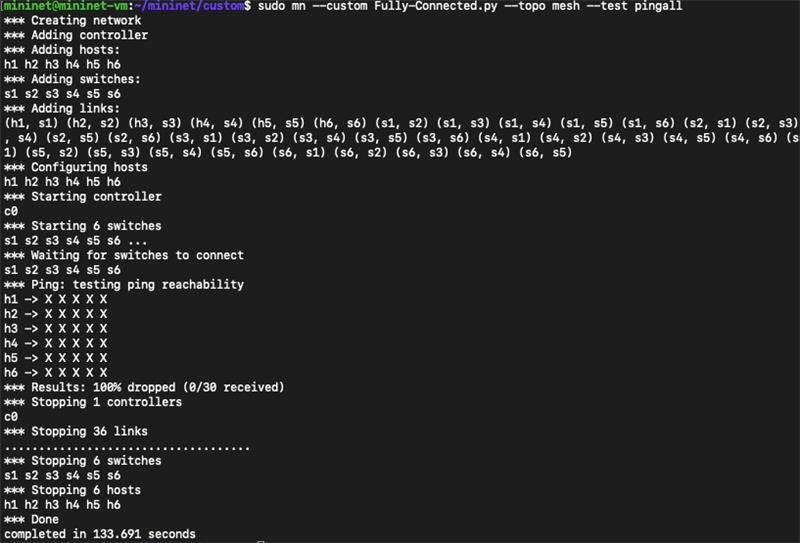 mininet@mininet-vm:~/mininet/custom$ sudo mn --custom Fully-Connected.py --topo mesh --test pingall
*** Creating network
*** Adding controller
*** Adding hosts:
h1 h2 h3 h4 h5 h6
*** Adding switches:
s1 s2 s3 s4 s5 s6
*** Adding links:
(h1, s1) (h2, s2) (h3, s3) (h4, s4) (h5, s5) (h6, s6) (s1, s2) (s1, s3) (s1, s4) (s1, s5) (s1, s6) (s2, s1) (s2, s3)
, s4) (s2, s5) (s2, s6) (s3, s1) (s3, s2) (s3, s4) (s3, s5) (s3, s6) (s4, s1) (s4, s2) (s4, s3) (s4, s5) (s4, s6) (s
1) (s5, s2) (s5, s3) (s5, s4) (s5, s6) (s6, s1) (s6, s2) (s6, s3) (s6, s4) (s6, s5)
*** Configuring hosts
h1 h2 h3 h4 h5 h6
*** Starting controller
c0
*** Starting 6 switches
s1 s2 s3 s4 s5 s6 ...
*** Waiting for switches to connect
s1 s2 s3 s4 s5 s6
*** Ping: testing ping reachability
h1 -> X X X X X
h2 -> X X X X X
h3 -> X X X X X
h4 -> X X X X X
h5 -> X X X X X
h6 -> X X X X X
*** Results: 100% dropped (0/30 received)
*** Stopping 1 controllers
c0
*** Stopping 36 links
....................................
*** Stopping 6 switches
s1 s2 s3 s4 s5 s6
*** Stopping 6 hosts
h1 h2 h3 h4 h5 h6
*** Done
completed in 133.691 seconds